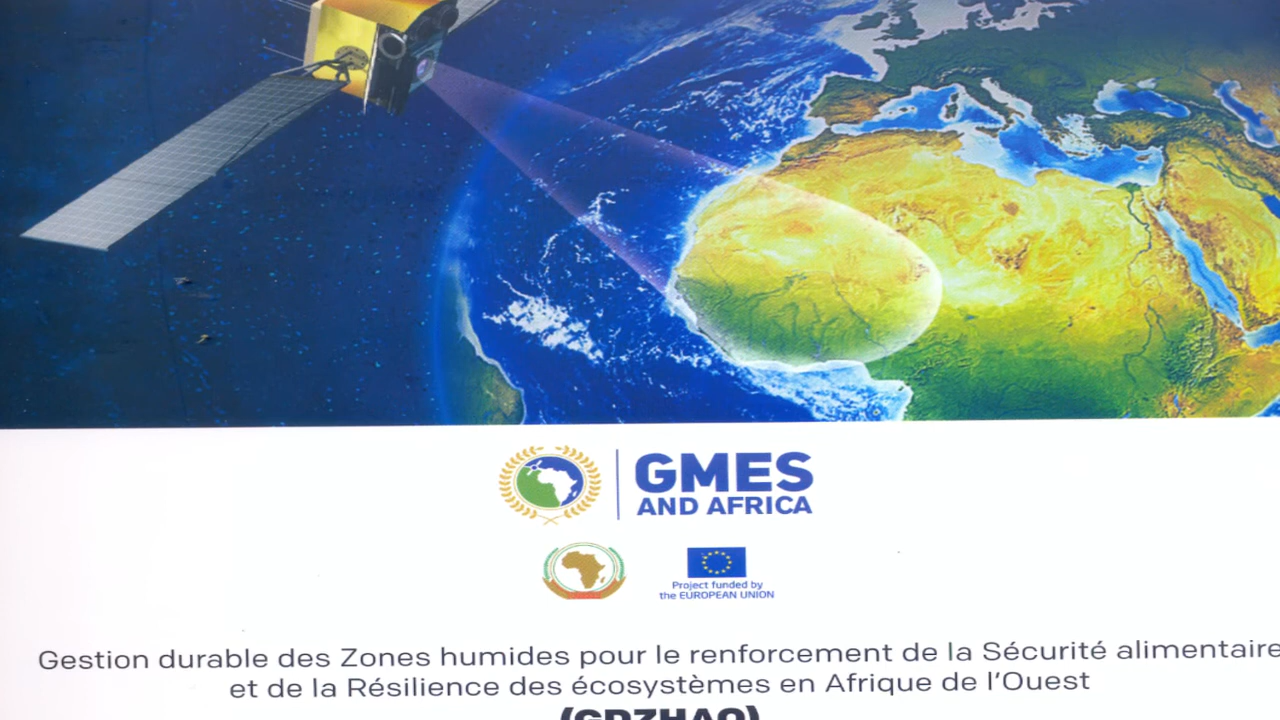 GMES
AND AFRICA
Project funded by
the EUROPEAN UNION
Gestion durable des Zones humides pour le renforcement de la Sécurité alimentaire
et de la Résilience des écosystèmes en Afrique de l'Ouest
(GDZHAO)